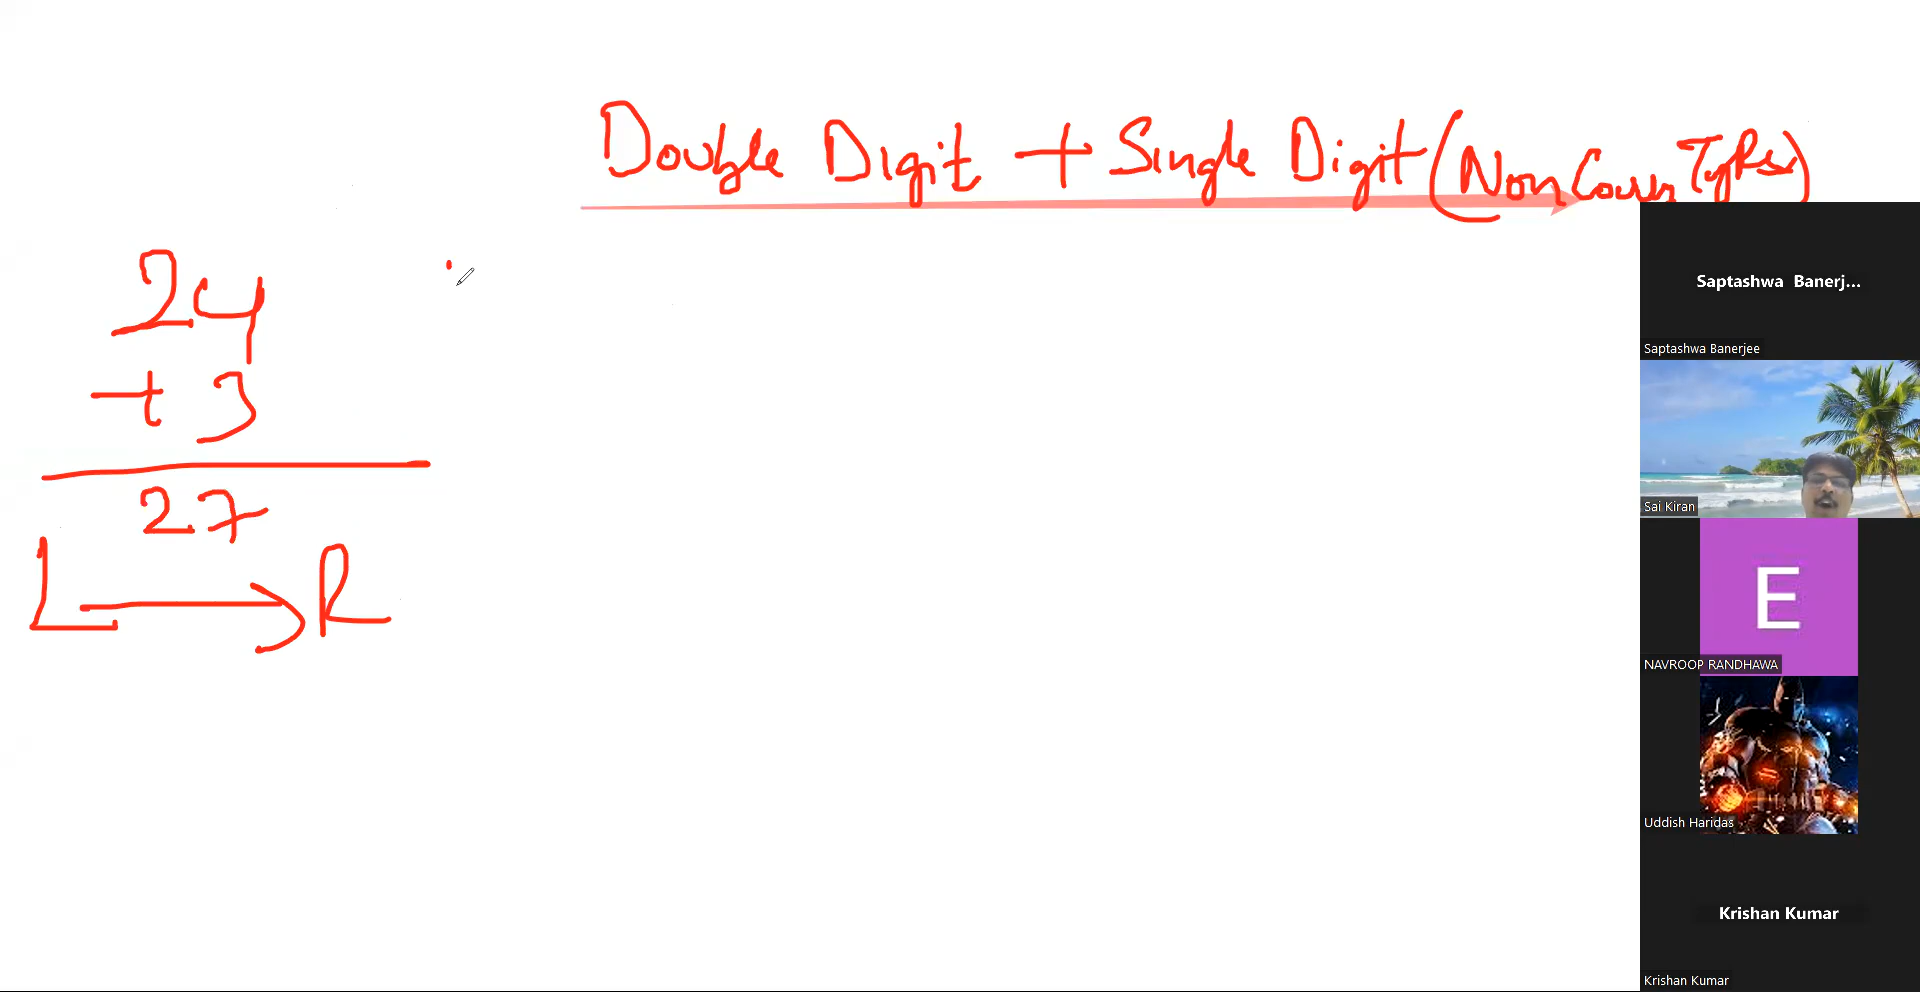 Double Digit + Single Digit (Non Types)
24
+ 3
27
L → R
Saptashwa Banerj...
Saptashwa Banerjee
Sai Kiran
E
NAVROOP RANDHAWA
Uddish Haridas
Krishan Kumar
Krishan Kumar